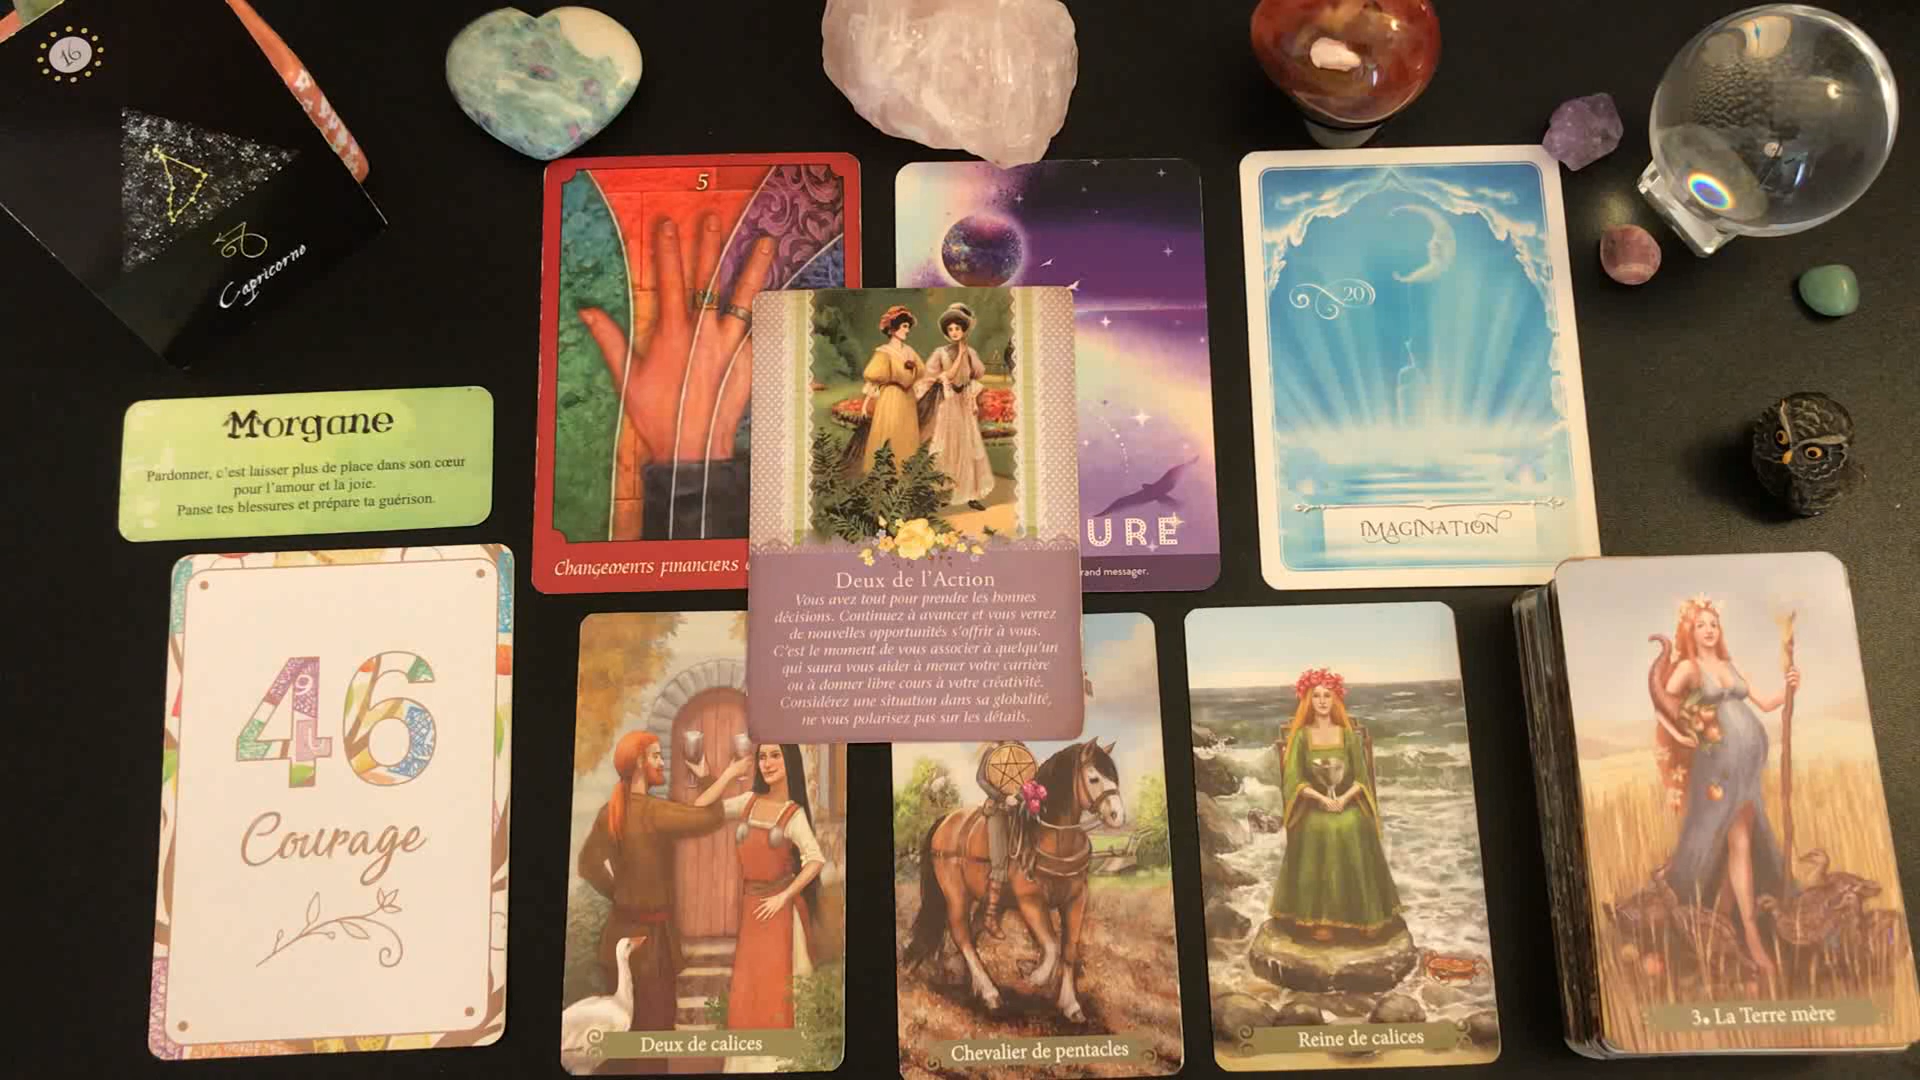 16
Capricorno
Morgane
Pardonner, c'est laisser plus de place dans son cœur
pour l'amour et la joie.
Panse tes blessures et prépare ta guérison.
46
Courage
5
Changements financiers
URE
rand messager.
20
IMAGINATION
Deux de l'Action
Vous avez tout pour prendre les bonnes
décisions. Continuez à avancer et vous verrez
de nouvelles opportunités s'offrir à vous.
C'est le moment de vous associer à quelqu'un
qui saura vous aider à mener votre carrière
ou à donner libre cours à votre créativité.
Considérez une situation dans sa globalité,
ne vous polarisez pas sur les détails.
Deux de calices
Chevalier de pentacles
Reine de calices
3. La Terre mère